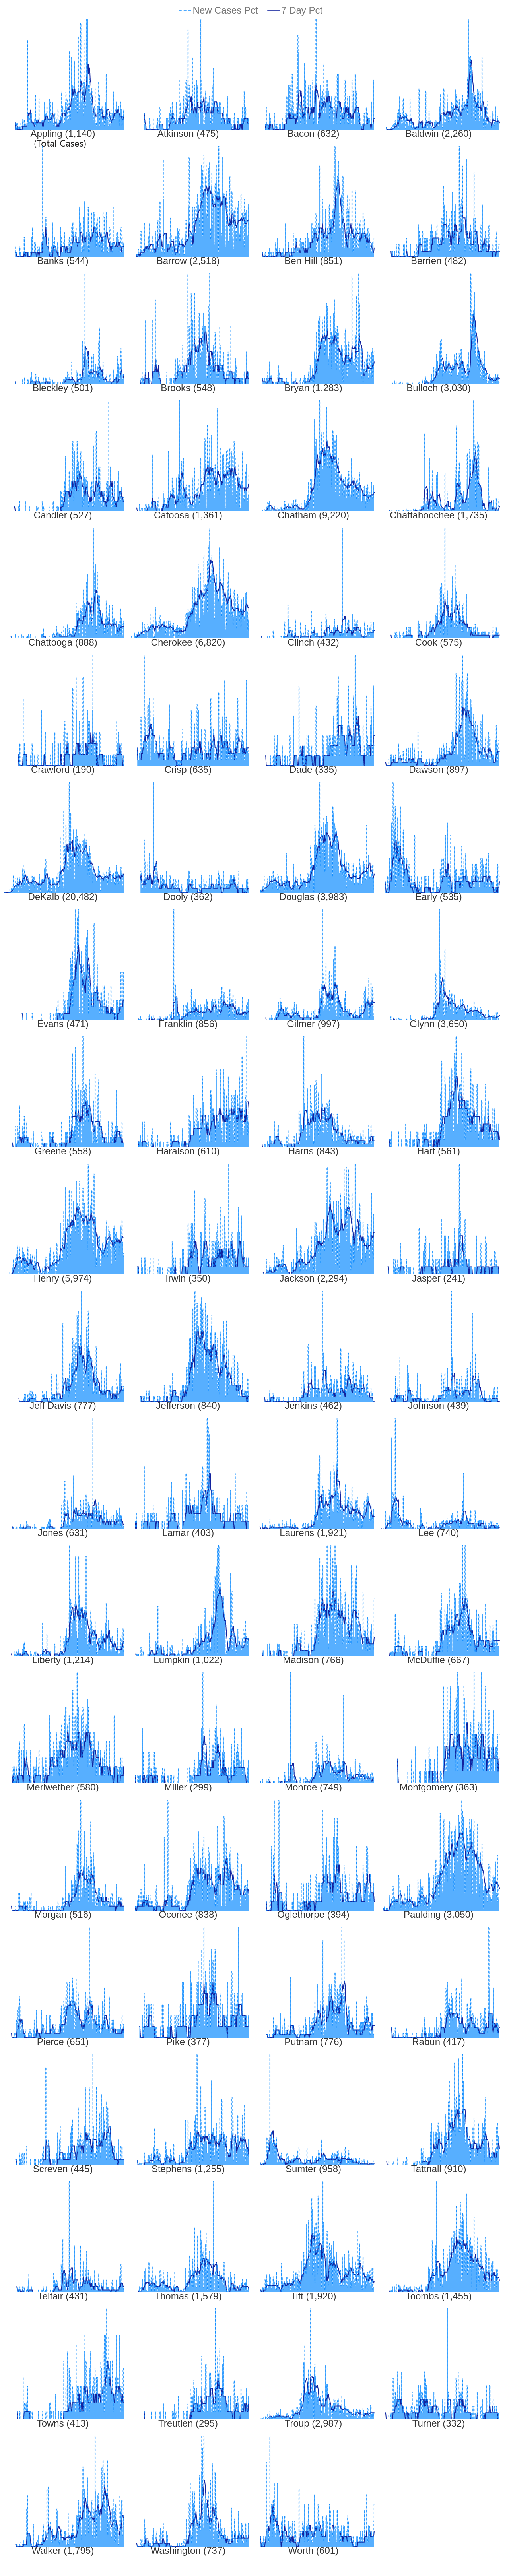 New Cases Pct 7 Day Pct
Appling (1,140) Atkinson (475) Bacon (632) Baldwin (2,260)
(Total Cases)
Banks (544) Barrow (2,518) Ben Hill (851) Berrien (482)
Bleckley (501) Brooks (548) Bryan (1,283) Bulloch (3,030)
Candler (527) Catoosa (1,361) Chatham (9,220) Chattahoochee (1,735)
Chattooga (888) Cherokee (6,820) Clinch (432) Cook (575)
Crawford (190) Crisp (635) Dade (335) Dawson (897)
DeKalb (20,482) Dooly (362) Douglas (3,983) Early (535)
Evans (471) Franklin (856) Gilmer (997) Glynn (3,650)
Greene (558) Haralson (610) Harris (843) Hart (561)
Henry (5,974) Irwin (350) Jackson (2,294) Jasper (241)
Jeff Davis (777) Jefferson (840) Jenkins (462) Johnson (439)
Jones (631) Lamar (403) Laurens (1,921) Lee (740)
Liberty (1,214) Lumpkin (1,022) Madison (766) McDuffie (667)
Meriwether (580) Miller (299) Monroe (749) Montgomery (363)
Morgan (516) Oconee (838) Oglethorpe (394) Paulding (3,050)
Pierce (651) Pike (377) Putnam (776) Rabun (417)
Screven (445) Stephens (1,255) Sumter (958) Tattnall (910)
Telfair (431) Thomas (1,579) Tift (1,920) Toombs (1,455)
Towns (413) Treutlen (295) Troup (2,987) Turner (332)
Walker (1,795) Washington (737) Worth (601)